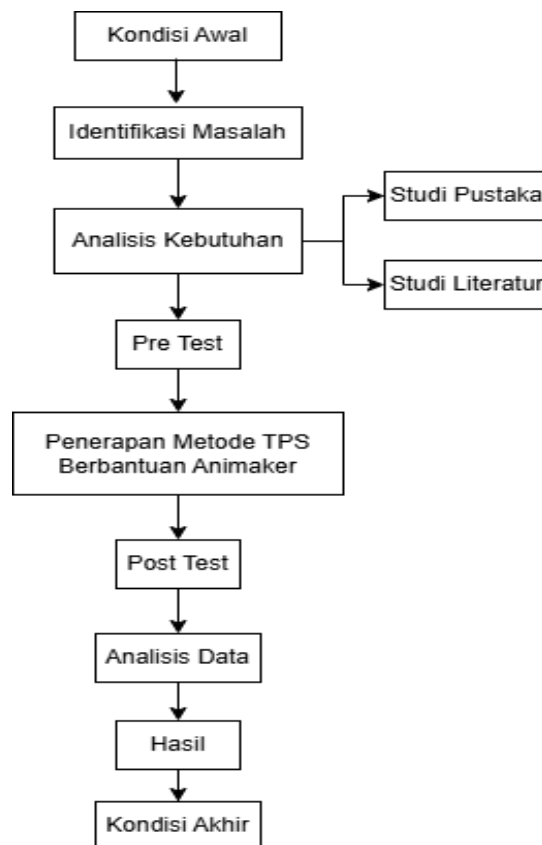 Kondisi Awal
Identifikasi Masalah
Analisis Kebutuhan
Studi Pustaka
Studi Literatur
Pre Test
Penerapan Metode TPS
Berbantuan Animaker
Post Test
Analisis Data
Hasil
Kondisi Akhir